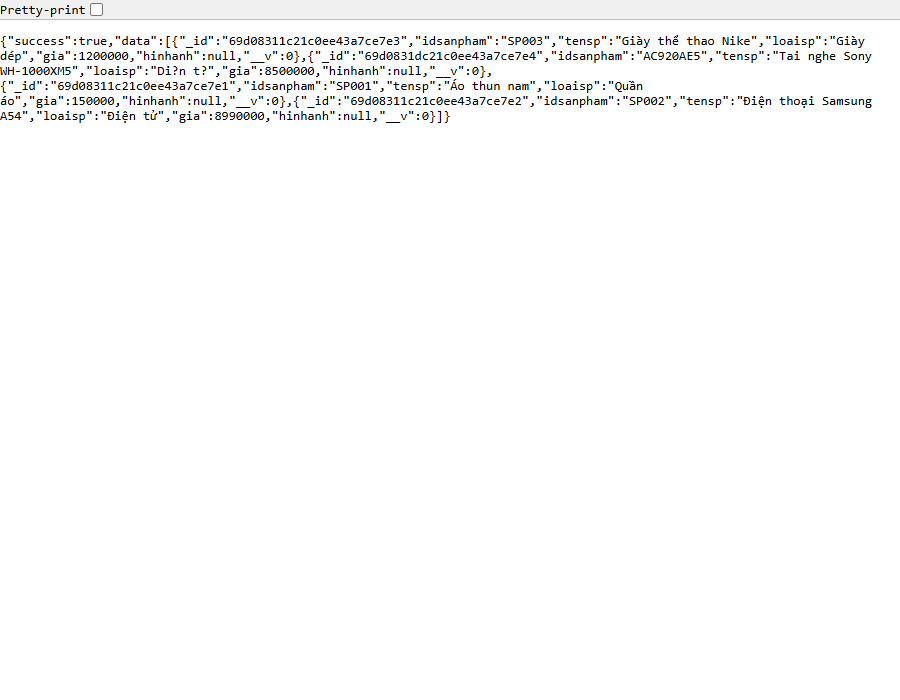 Pretty-print
{"success":true,"data":[{"_id":"69d08311c21c0ee43a7ce7e3","idsanpham":"SP003","tensp":"Giày thể thao Nike","loaisp":"Giày
dép","gia":1200000,"hinhanh":null,"__v":0},{"_id":"69d0831dc21c0ee43a7ce7e4","idsanpham":"AC920AE5","tensp":"Tai nghe Sony
WH-1000XM5","loaisp":"Di?n t?","gia":8500000,"hinhanh":null,"__v":0},
{"_id":"69d08311c21c0ee43a7ce7e1","idsanpham":"SP001","tensp":"Áo thun nam","loaisp":"Quần
áo","gia":150000,"hinhanh":null,"__v":0},{"_id":"69d08311c21c0ee43a7ce7e2","idsanpham":"SP002","tensp":"Điện thoại Samsung
A54","loaisp":"Điện tử","gia":8990000,"hinhanh":null,"__v":0}]}